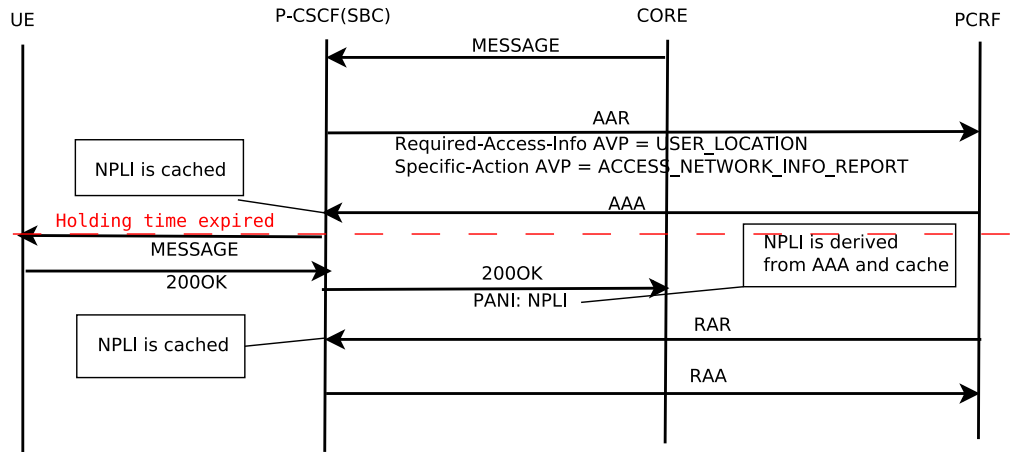 UE
P-CSCF(SBC)
CORE
PCRF
MESSAGE
AAR
Required-Access-Info AVP = USER_LOCATION
Specific-Action AVP = ACCESS_NETWORK_INFO_REPORT
NPLI is cached
AAA
Holding time expired
MESSAGE
NPLI is derived
from AAA and cache
200OK
200OK
PANI: NPLI
NPLI is cached
RAR
RAA